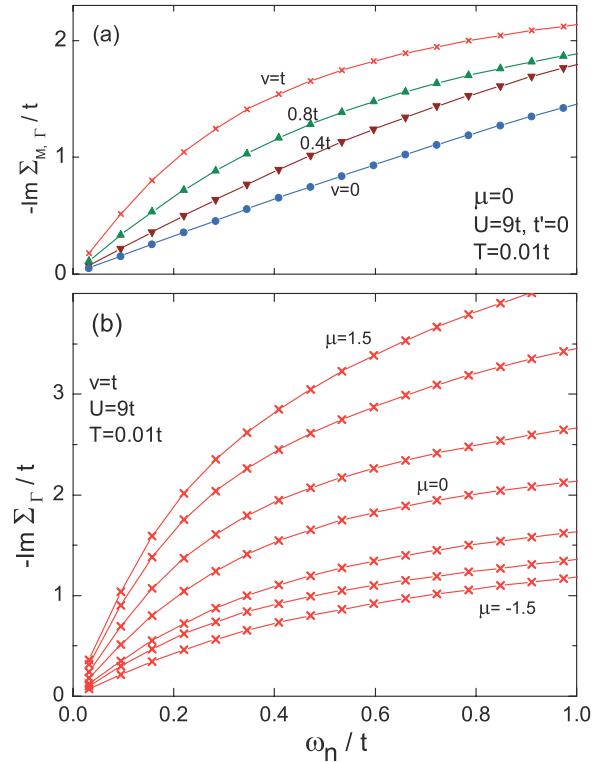 (a)
2
1
0
-Im Σ_M, Γ / t
v=t
0.8t
0.4t
v=0
μ=0
U=9t, t'=0
T=0.01t
(b)
3
2
1
0
-Im Σ_Γ / t
v=t
U=9t
T=0.01t
μ=1.5
μ=0
μ= -1.5
0.0 0.2 0.4 0.6 0.8 1.0
ω_n / t